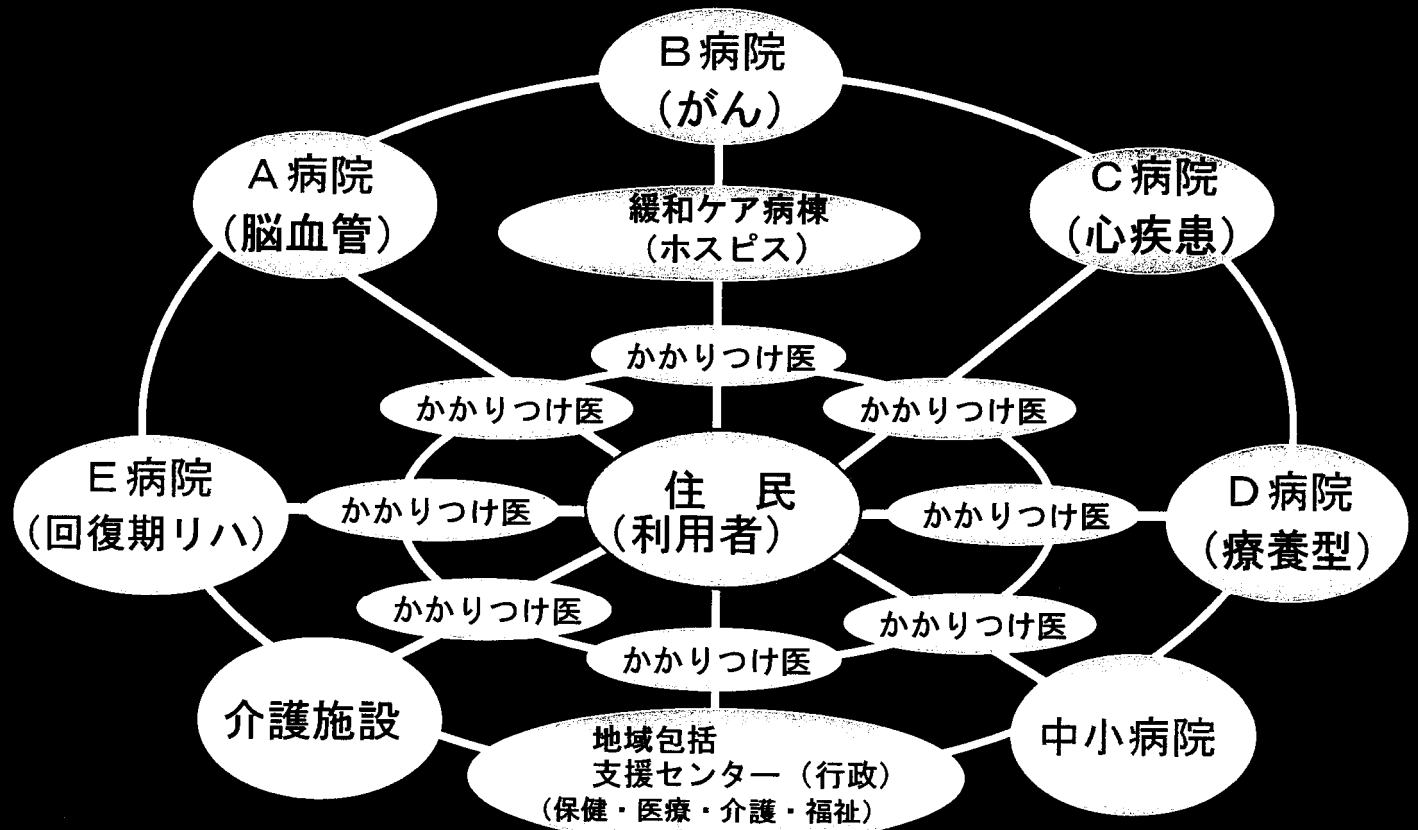 B病院
(がん)
A病院
(脳血管)
C病院
(心疾患)
緩和ケア病棟
(ホスピス)
かかりつけ医
かかりつけ医
かかりつけ医
E病院
(回復期リハ)
かかりつけ医
住 民
(利用者)
かかりつけ医
D病院
(療養型)
かかりつけ医
かかりつけ医
かかりつけ医
介護施設
地域包括
支援センター(行政)
(保健・医療・介護・福祉)
中小病院